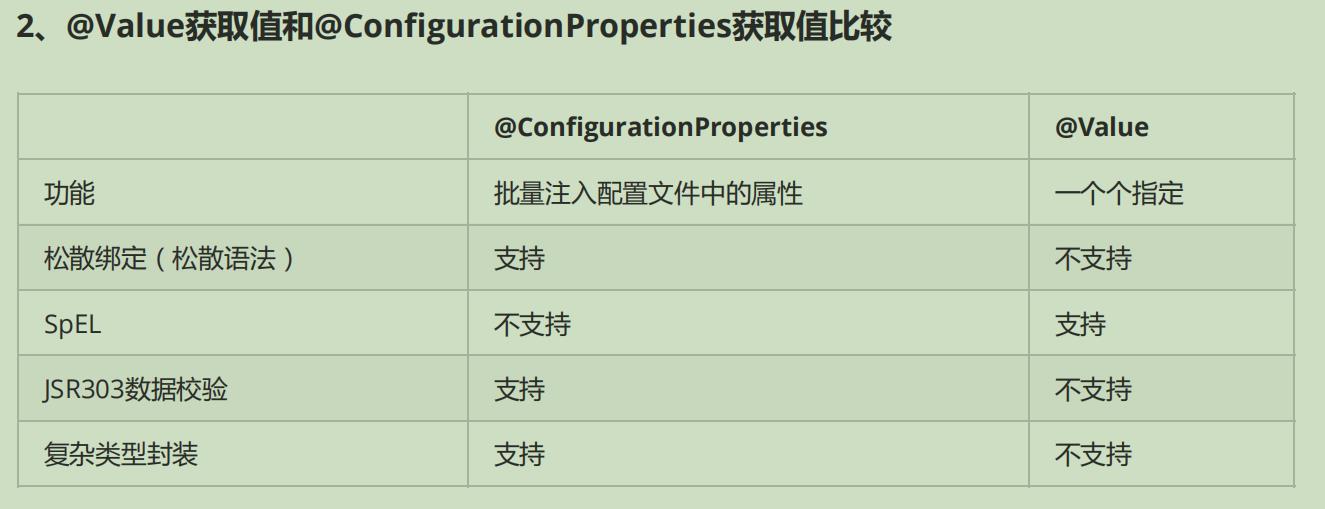 2、@Value获取值和@ConfigurationProperties获取值比较
@ConfigurationProperties @Value
功能 批量注入配置文件中的属性 一个个指定
松散绑定（松散语法） 支持 不支持
SpEL 不支持 支持
JSR303数据校验 支持 不支持
复杂类型封装 支持 不支持